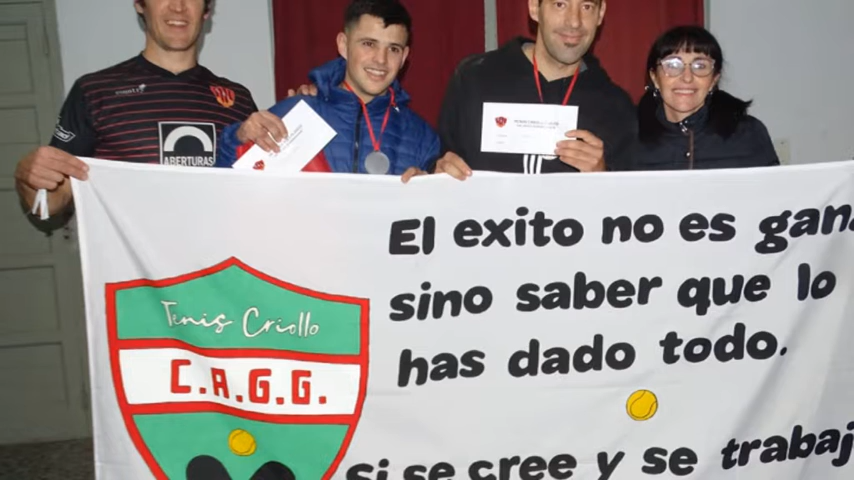 ABERTURAS
El exito no es gana
sino saber que lo
has dado todo.
Tenis Criollo
C.A.G.G.
si se cree y se trabaj